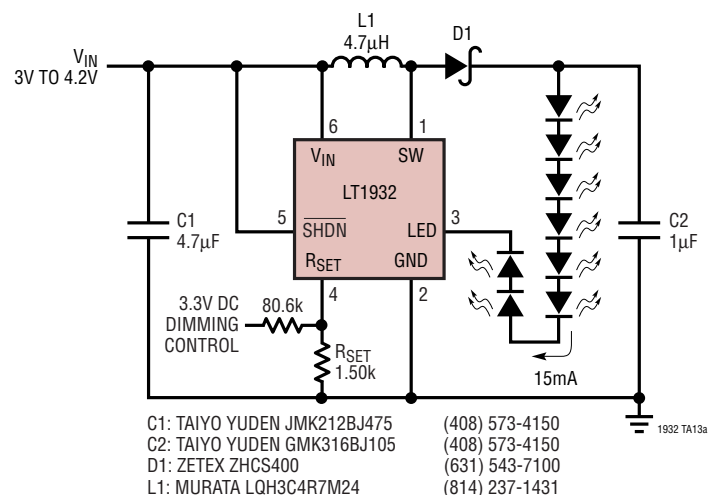 L1
4.7μH
D1
VIN
3V TO 4.2V
6
1
VIN
SW
LT1932
C1
4.7μF
5
SHDN
LED
3
C2
1μF
RSET
GND
4
2
3.3V DC
DIMMING
CONTROL
80.6k
RSET
1.50k
15mA
1932 TA13a
C1: TAIYO YUDEN JMK212BJ475 (408) 573-4150
C2: TAIYO YUDEN GMK316BJ105 (408) 573-4150
D1: ZETEX ZHCS400 (631) 543-7100
L1: MURATA LQH3C4R7M24 (814) 237-1431